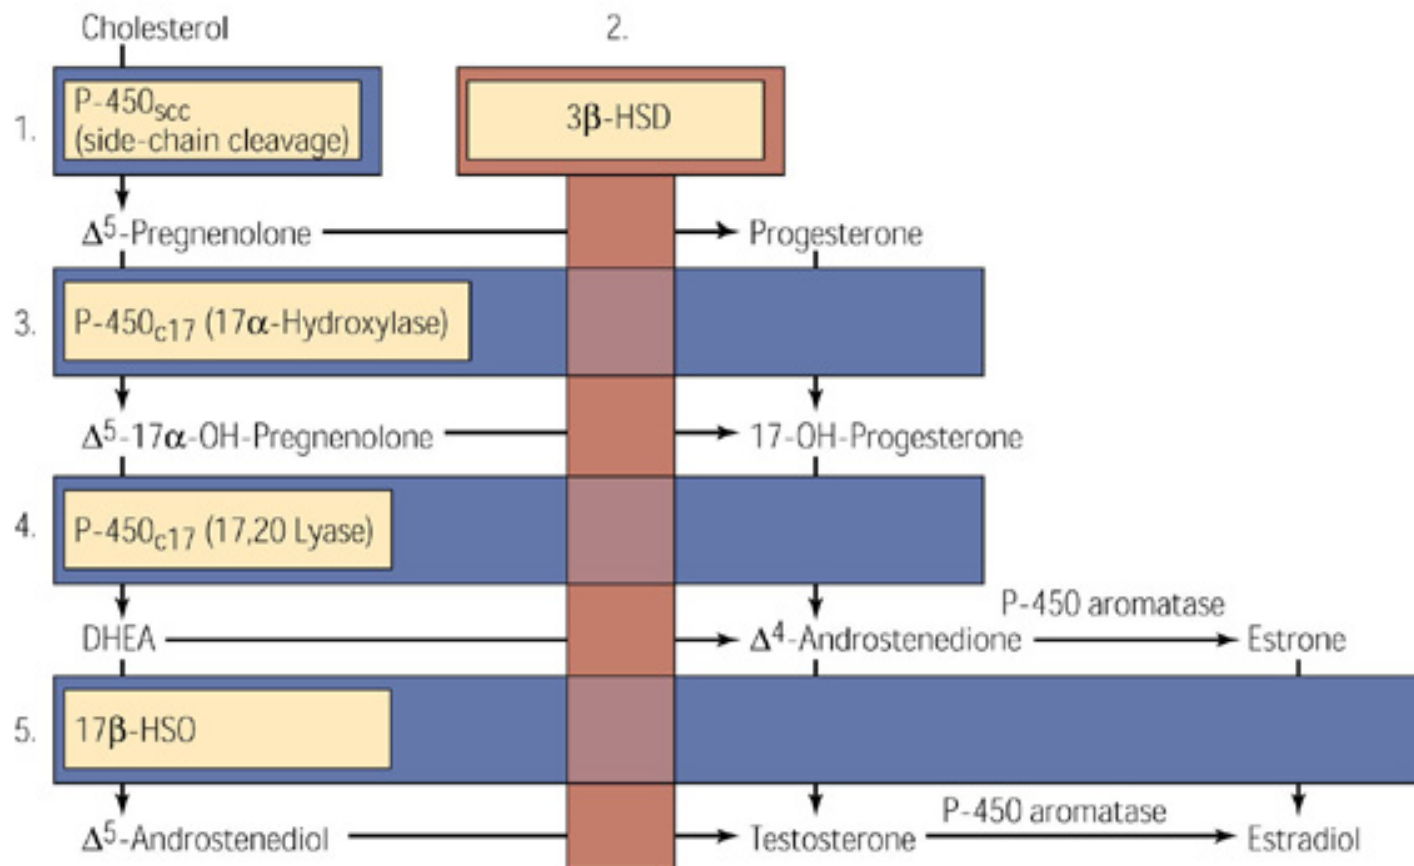 Cholesterol
2.
1.
P-450scc
(side-chain cleavage)
3β-HSD
Δ5-Pregnenolone
Progesterone
3.
P-450c17 (17α-Hydroxylase)
Δ5-17α-OH-Pregnenolone
17-OH-Progesterone
4.
P-450c17 (17,20 Lyase)
P-450 aromatase
DHEA
Δ4-Androstenedione
Estrone
5.
17β-HSO
P-450 aromatase
Δ5-Androstenediol
Testosterone
Estradiol